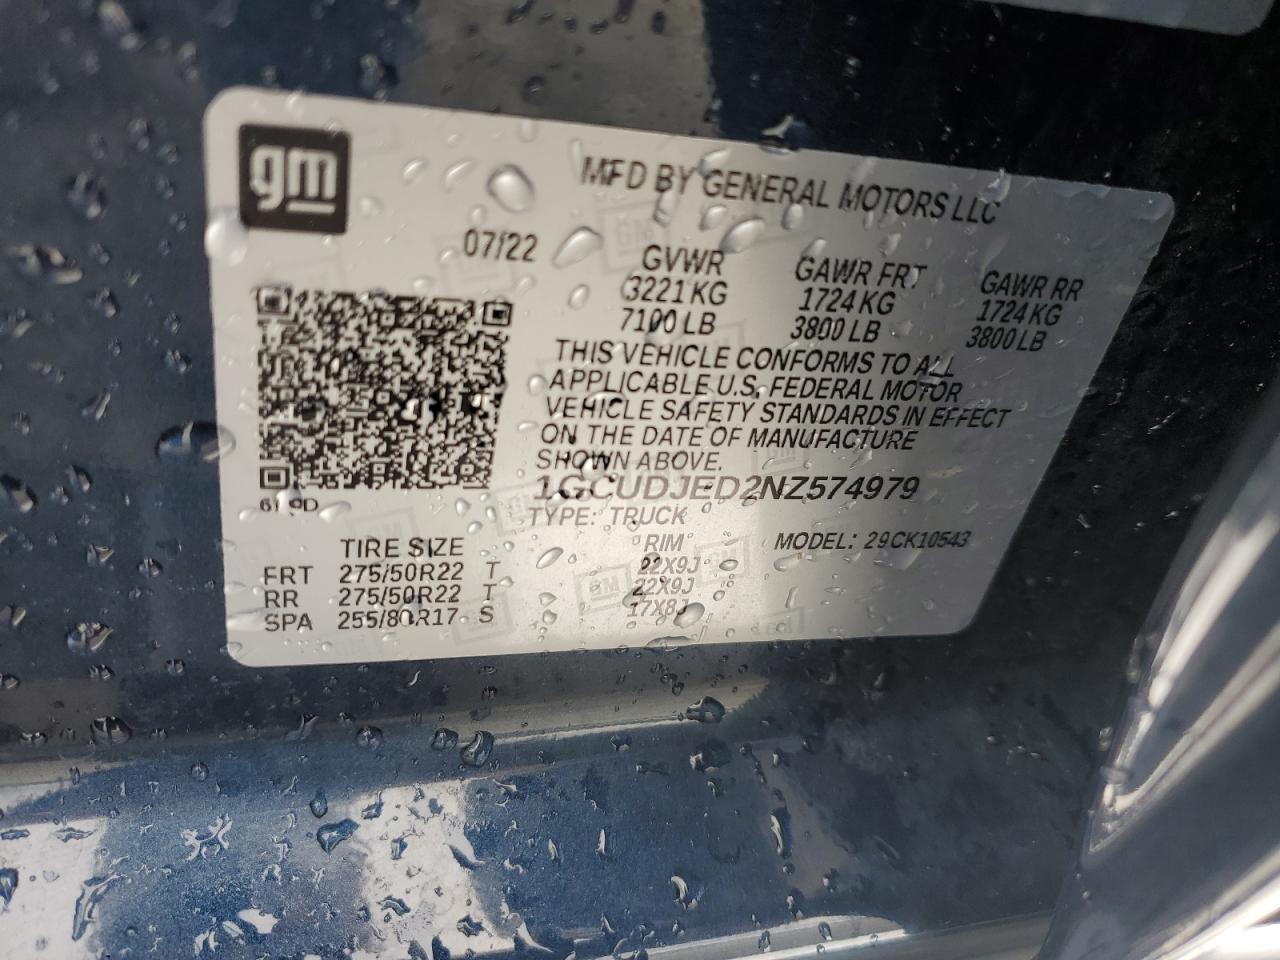 gm
MFD BY GENERAL MOTORS LLC
07/22
GVWR GAWR FRT GAWR RR
3221 KG 1724 KG 1724 KG
7100 LB 3800 LB 3800 LB
THIS VEHICLE CONFORMS TO ALL
APPLICABLE U.S. FEDERAL MOTOR
VEHICLE SAFETY STANDARDS IN EFFECT
ON THE DATE OF MANUFACTURE
SHOWN ABOVE.
1GCUDJED2NZ574979
TYPE: TRUCK
TIRE SIZE RIM MODEL: 29CK10543
FRT 275/50R22 T 22X9J
RR 275/50R22 T 22X9J
SPA 255/80R17 S 17X8J